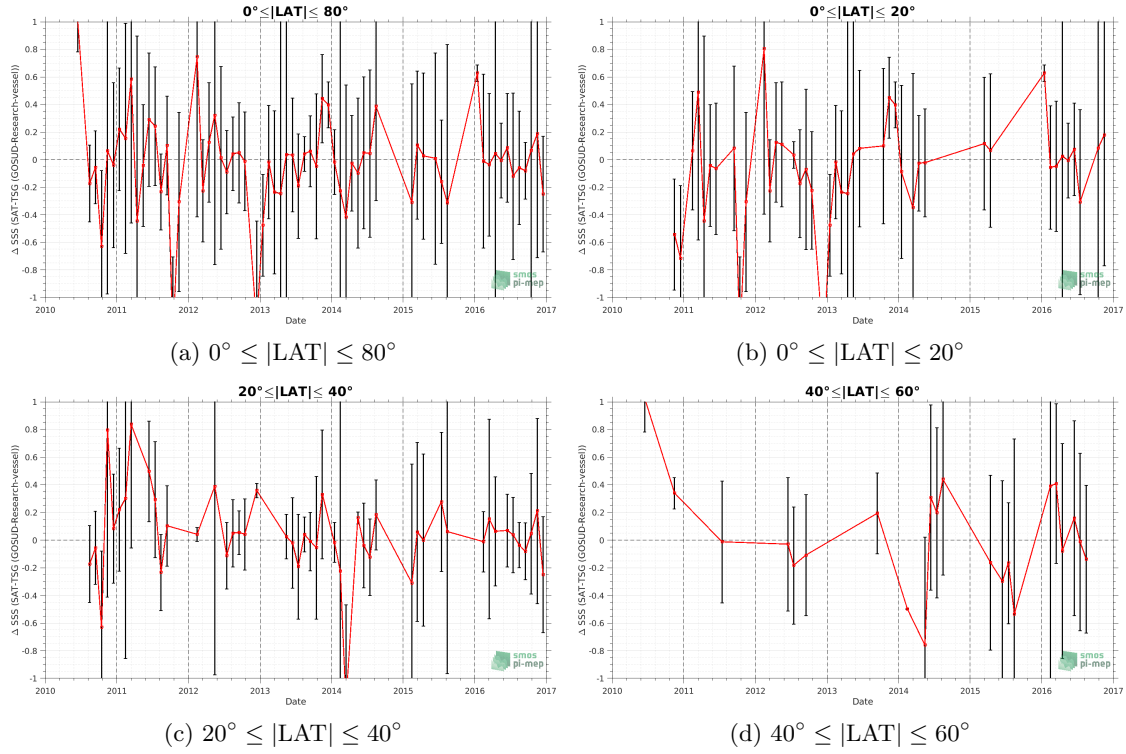 0°≤|LAT|≤ 80°
Δ SSS (SAT-TSG (GOSUD-Research-vessel))
1
0.8
0.6
0.4
0.2
0
-0.2
-0.4
-0.6
-0.8
-1
2010 2011 2012 2013 2014 2015 2016 2017
Date
smos
pi-mep
(a) 0° ≤ |LAT| ≤ 80°
0°≤|LAT|≤ 20°
Δ SSS (SAT-TSG (GOSUD-Research-vessel))
1
0.8
0.6
0.4
0.2
0
-0.2
-0.4
-0.6
-0.8
-1
2010 2011 2012 2013 2014 2015 2016 2017
Date
smos
pi-mep
(b) 0° ≤ |LAT| ≤ 20°
20°≤|LAT|≤ 40°
Δ SSS (SAT-TSG (GOSUD-Research-vessel))
1
0.8
0.6
0.4
0.2
0
-0.2
-0.4
-0.6
-0.8
-1
2010 2011 2012 2013 2014 2015 2016 2017
Date
smos
pi-mep
(c) 20° ≤ |LAT| ≤ 40°
40°≤|LAT|≤ 60°
Δ SSS (SAT-TSG (GOSUD-Research-vessel))
1
0.8
0.6
0.4
0.2
0
-0.2
-0.4
-0.6
-0.8
-1
2010 2011 2012 2013 2014 2015 2016 2017
Date
smos
pi-mep
(d) 40° ≤ |LAT| ≤ 60°